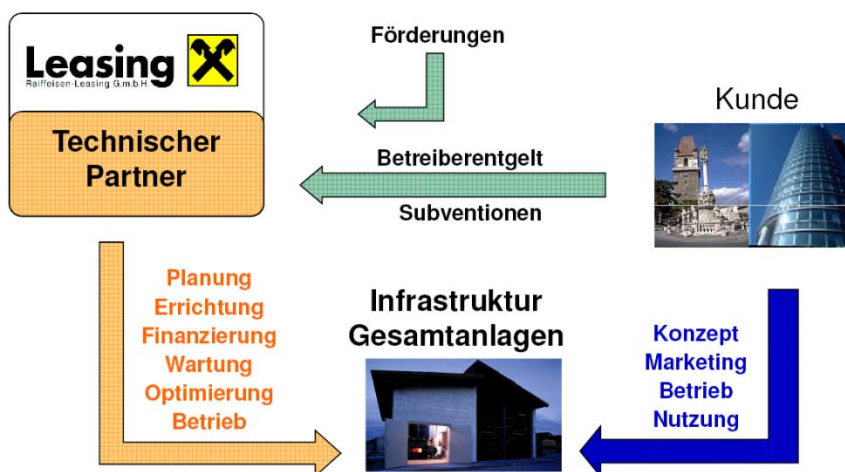 Leasing
Raiffeisen-Leasing G.m.b.H.
Technischer
Partner
Förderungen
Betreiberentgelt
Subventionen
Kunde
Planung
Errichtung
Finanzierung
Wartung
Optimierung
Betrieb
Infrastruktur
Gesamtanlagen
Konzept
Marketing
Betrieb
Nutzung